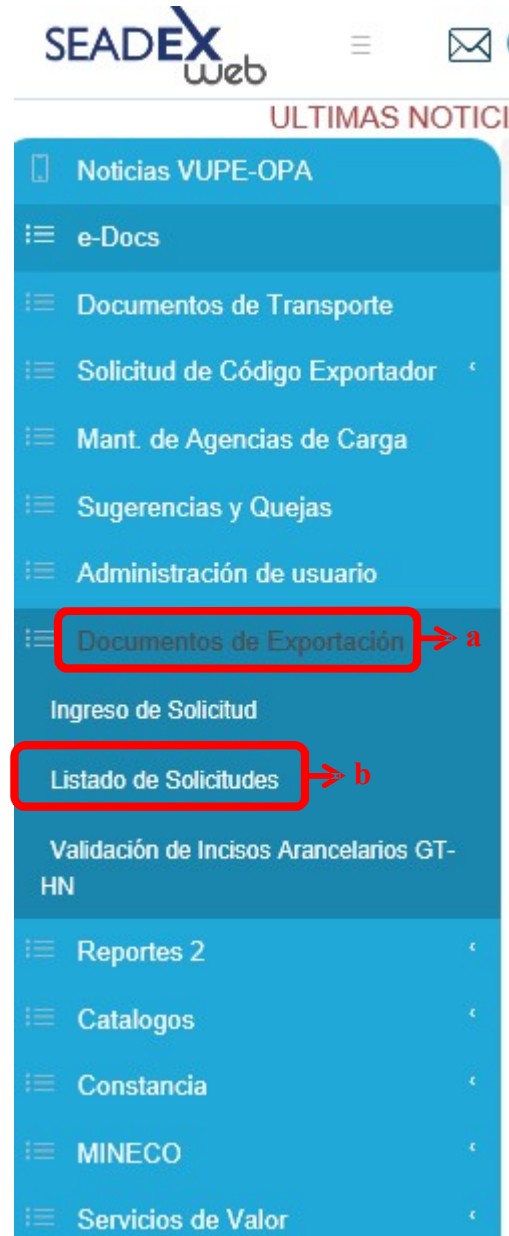 SEADEX
web
ULTIMAS NOTICI
Noticias VUPE-OPA
e-Docs
Documentos de Transporte
Solicitud de Código Exportador
Mant. de Agencias de Carga
Sugerencias y Quejas
Administración de usuario
Documentos de Exportación a
Ingreso de Solicitud
Listado de Solicitudes b
Validación de Incisos Arancelarios GT-
HN
Reportes 2
Catalogos
Constancia
MINECO
Servicios de Valor